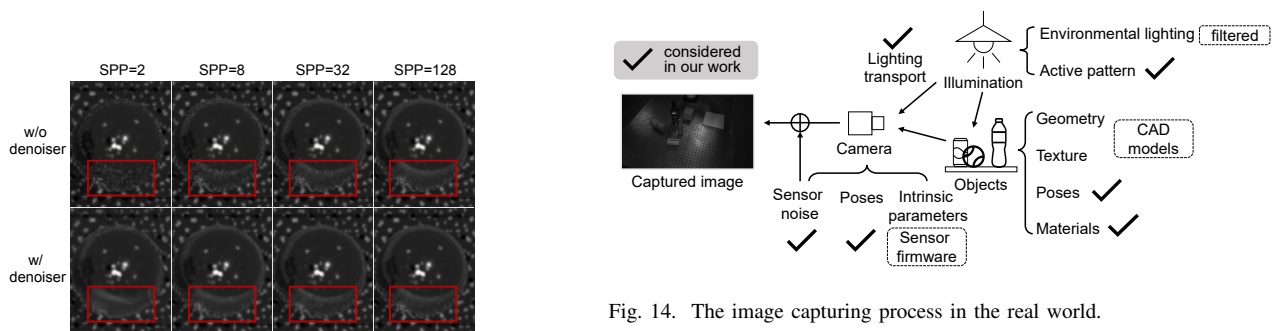 SPP=2 SPP=8 SPP=32 SPP=128
w/o
denoiser
w/
denoiser
considered
in our work
Lighting
transport
Illumination
Environmental lighting
filtered
Active pattern
Captured image
Camera
Objects
Geometry
Texture
CAD
models
Poses
Materials
Sensor
noise
Poses
Intrinsic
parameters
Sensor
firmware
Fig. 14. The image capturing process in the real world.